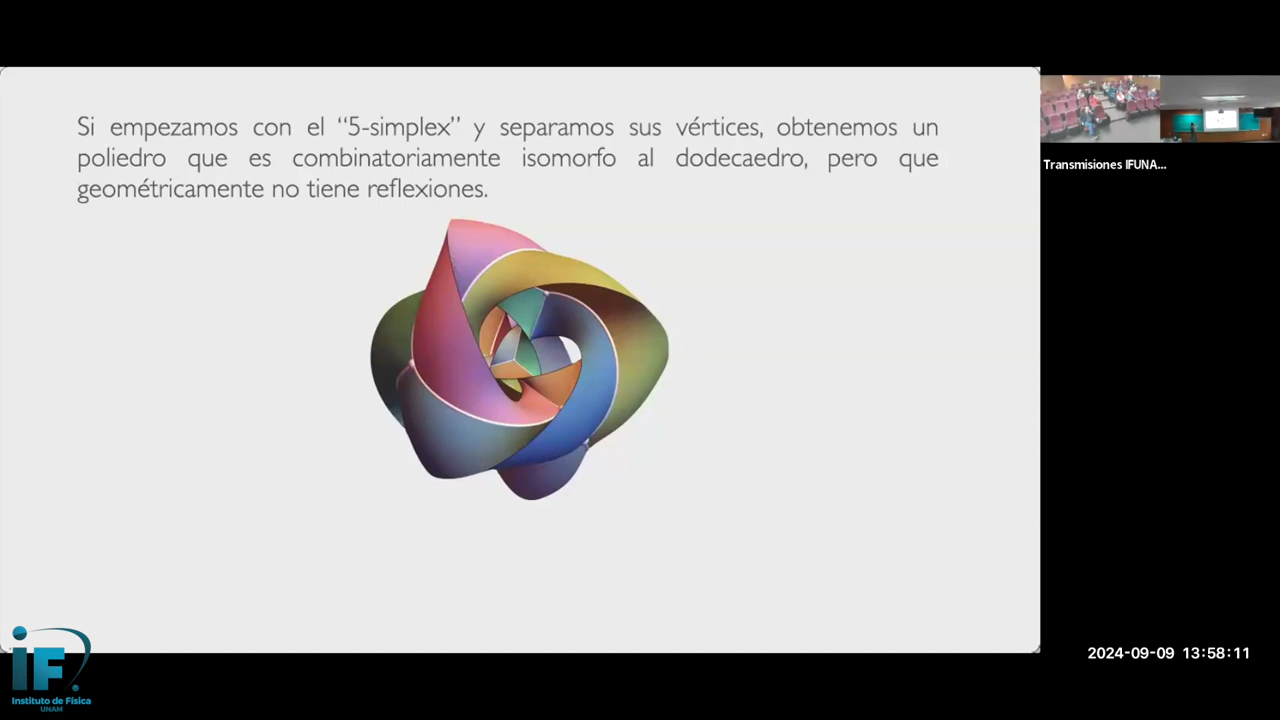 Si empezamos con el “5-simplex” y separamos sus vértices, obtenemos un
poliedro que es combinatoriamente isomorfo al dodecaedro, pero que
geométricamente no tiene reflexiones.
Transmisiones IFUNA...
2024-09-09 13:58:11
iF
Instituto de Física
UNAM